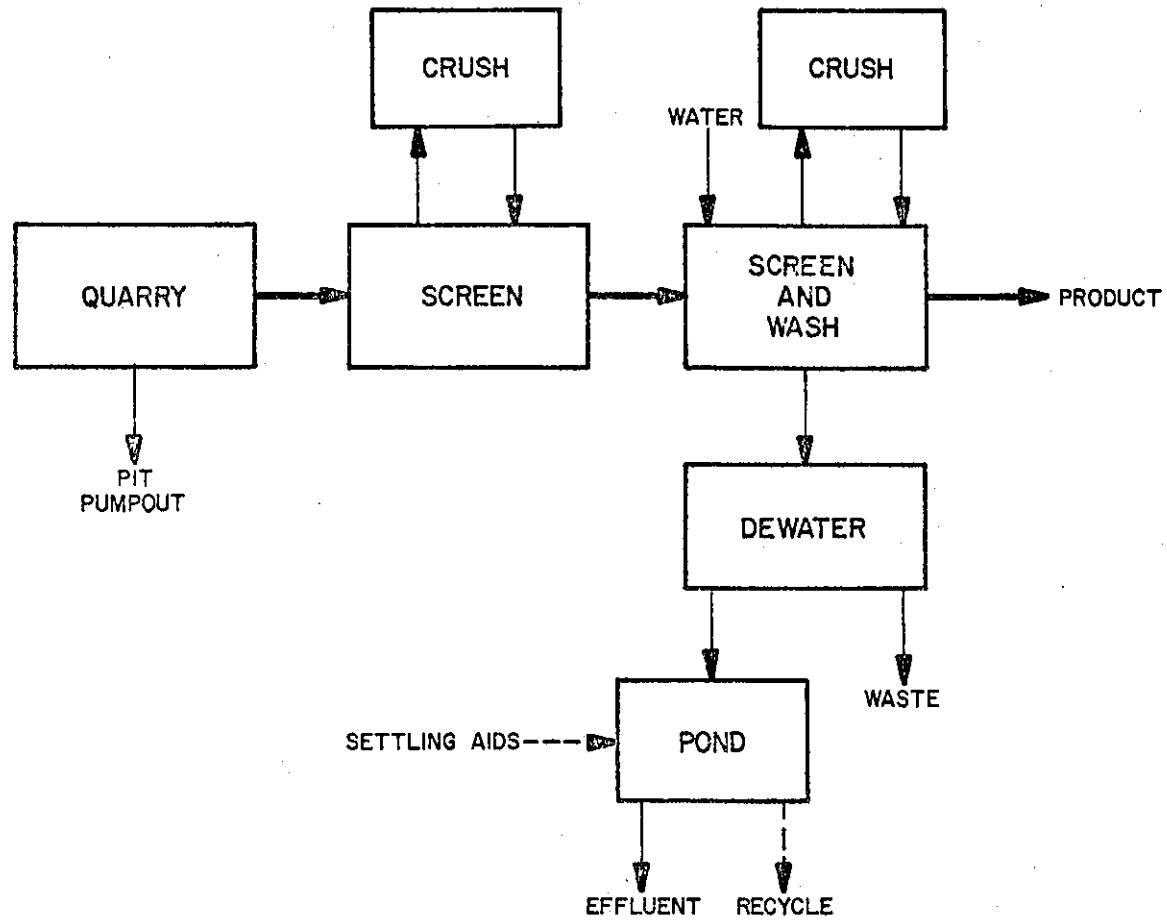 CRUSH
CRUSH
WATER
QUARRY
SCREEN
SCREEN
AND
WASH
PRODUCT
PIT
PUMPOUT
DEWATER
WASTE
SETTLING AIDS
POND
EFFLUENT
RECYCLE